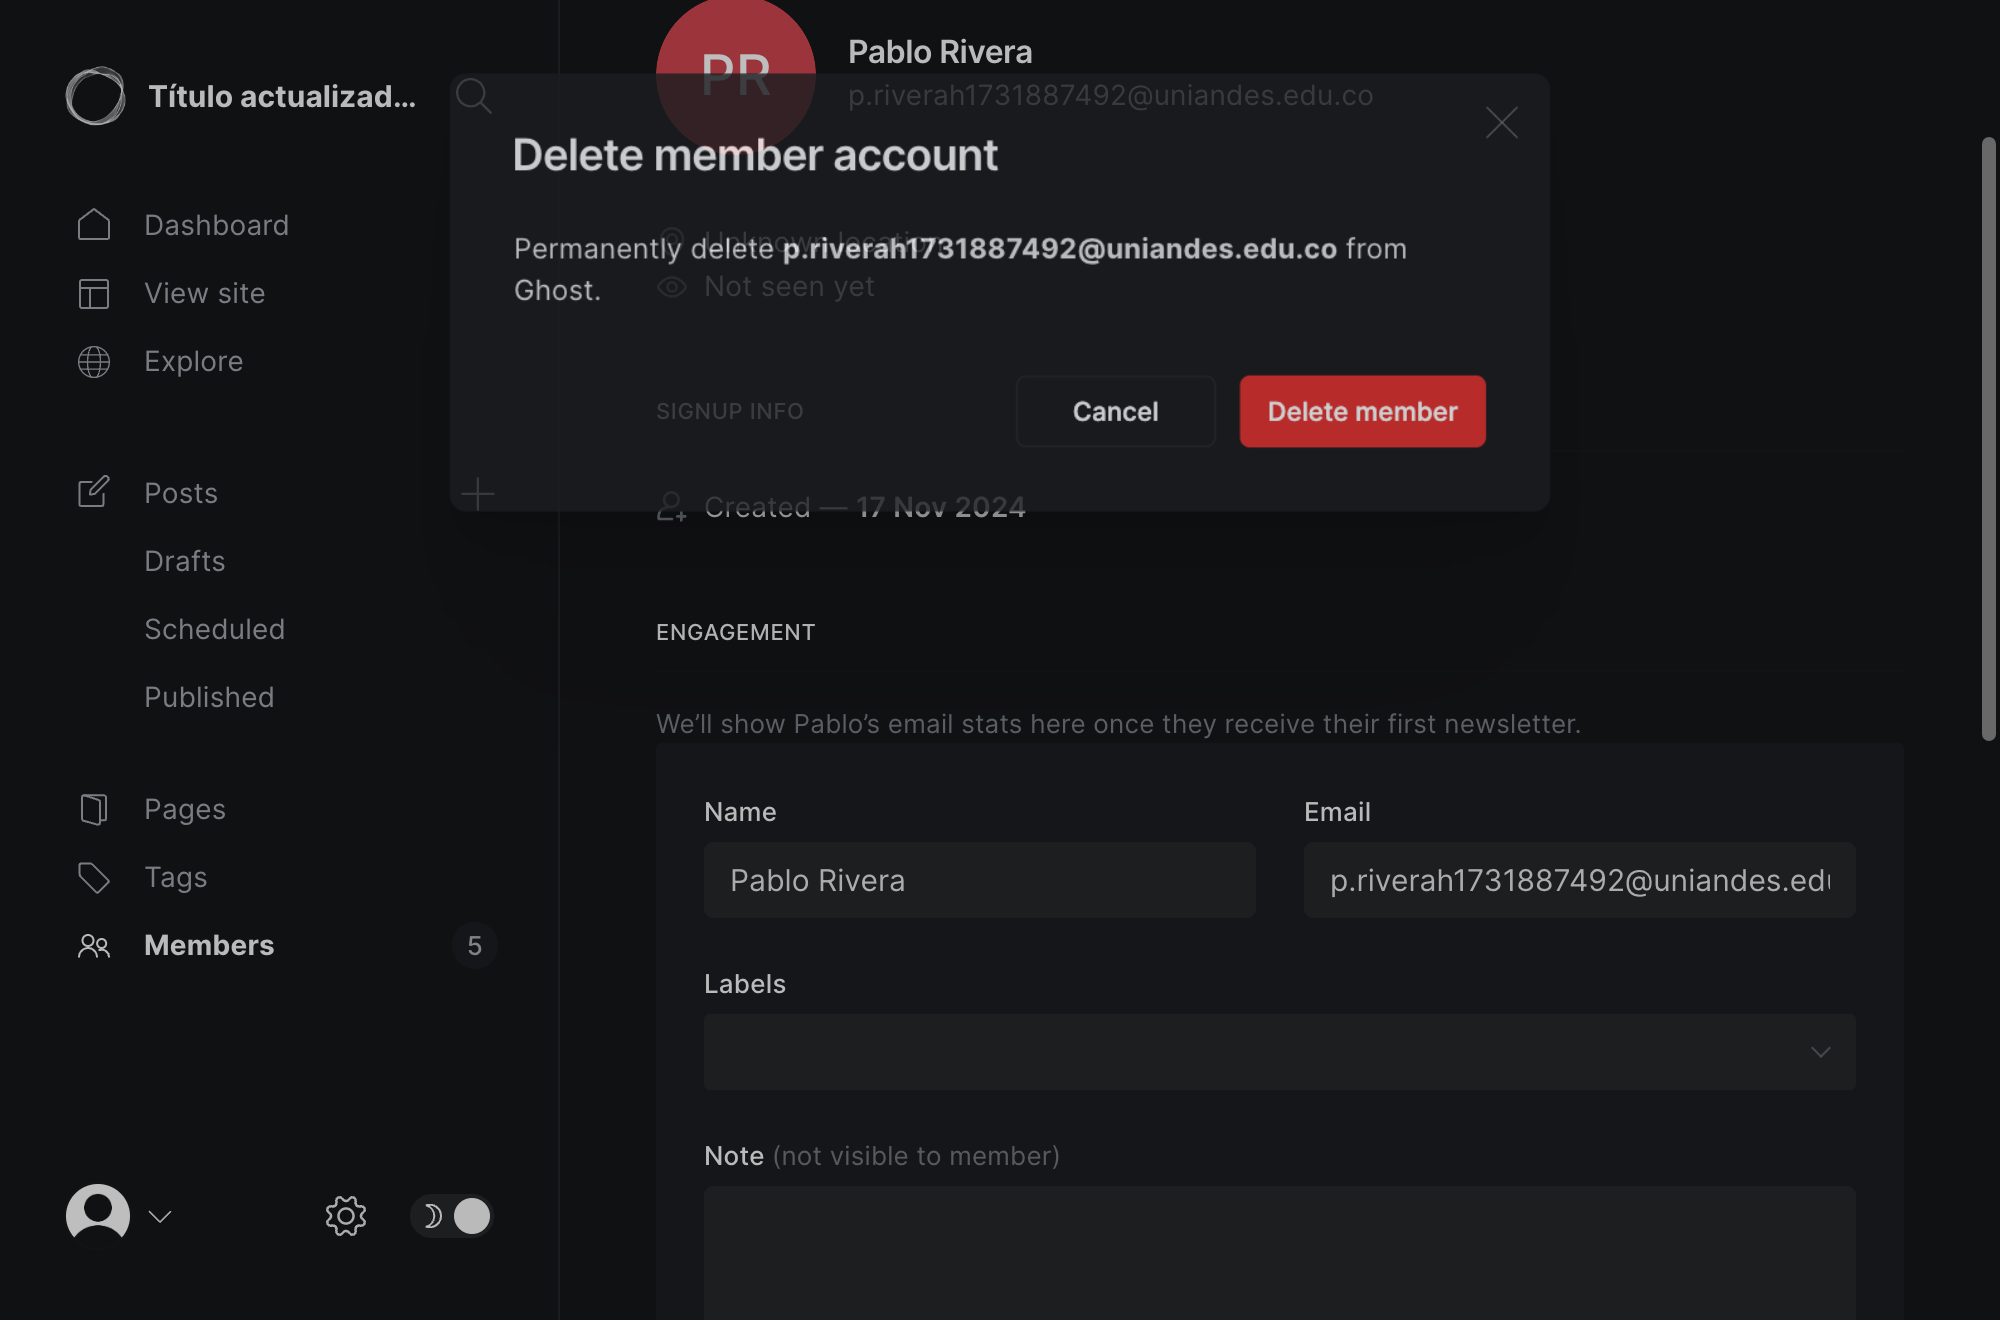 Título actualizad...
Dashboard
View site
Explore
Posts
Drafts
Scheduled
Published
Pages
Tags
Members
5
PR
Pablo Rivera
p.riverah1731887492@uniandes.edu.co
Delete member account
Unknown location
Permanently delete p.riverah1731887492@uniandes.edu.co from
Ghost.
Not seen yet
SIGNUP INFO
Cancel
Delete member
Created — 17 Nov 2024
ENGAGEMENT
We'll show Pablo's email stats here once they receive their first newsletter.
Name
Email
Pablo Rivera
p.riverah1731887492@uniandes.edu
Labels
Note (not visible to member)